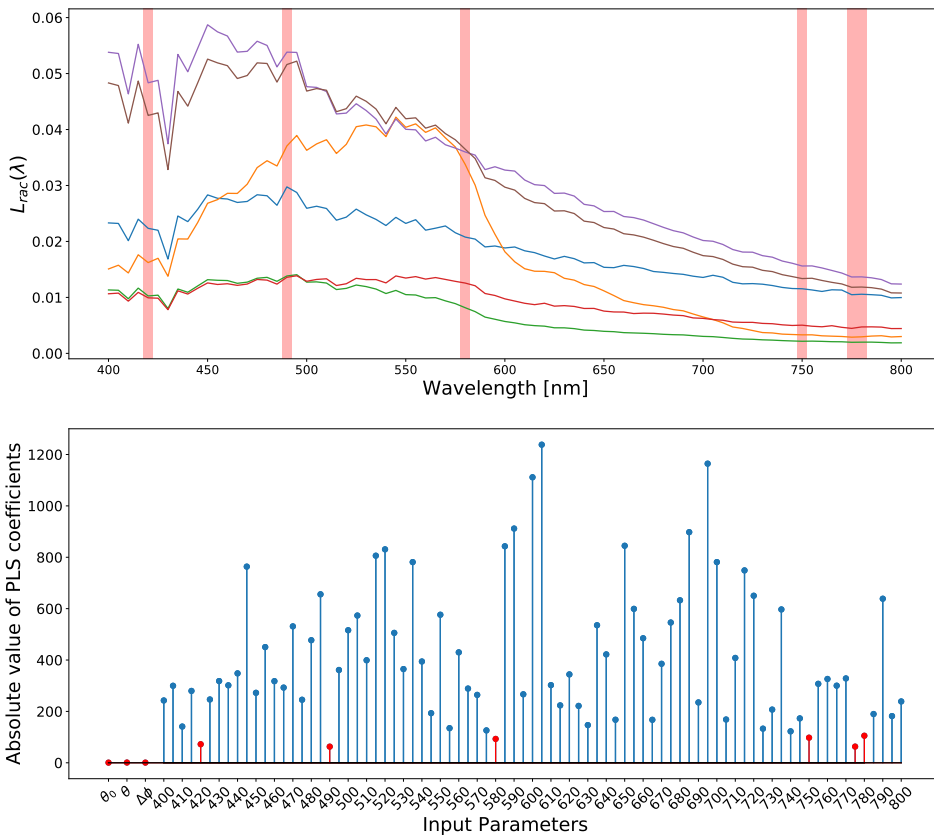 0.06
0.05
0.04
0.03
0.02
0.01
0.00
L_rac(λ)
400 450 500 550 600 650 700 750 800
Wavelength [nm]
1200
1000
800
600
400
200
0
Absolute value of PLS coefficients
θ₀ θ Δϕ 400 410 420 430 440 450 460 470 480 490 500 510 520 530 540 550 560 570 580 590 600 610 620 630 640 650 660 670 680 690 700 710 720 730 740 750 760 770 780 790 800
Input Parameters